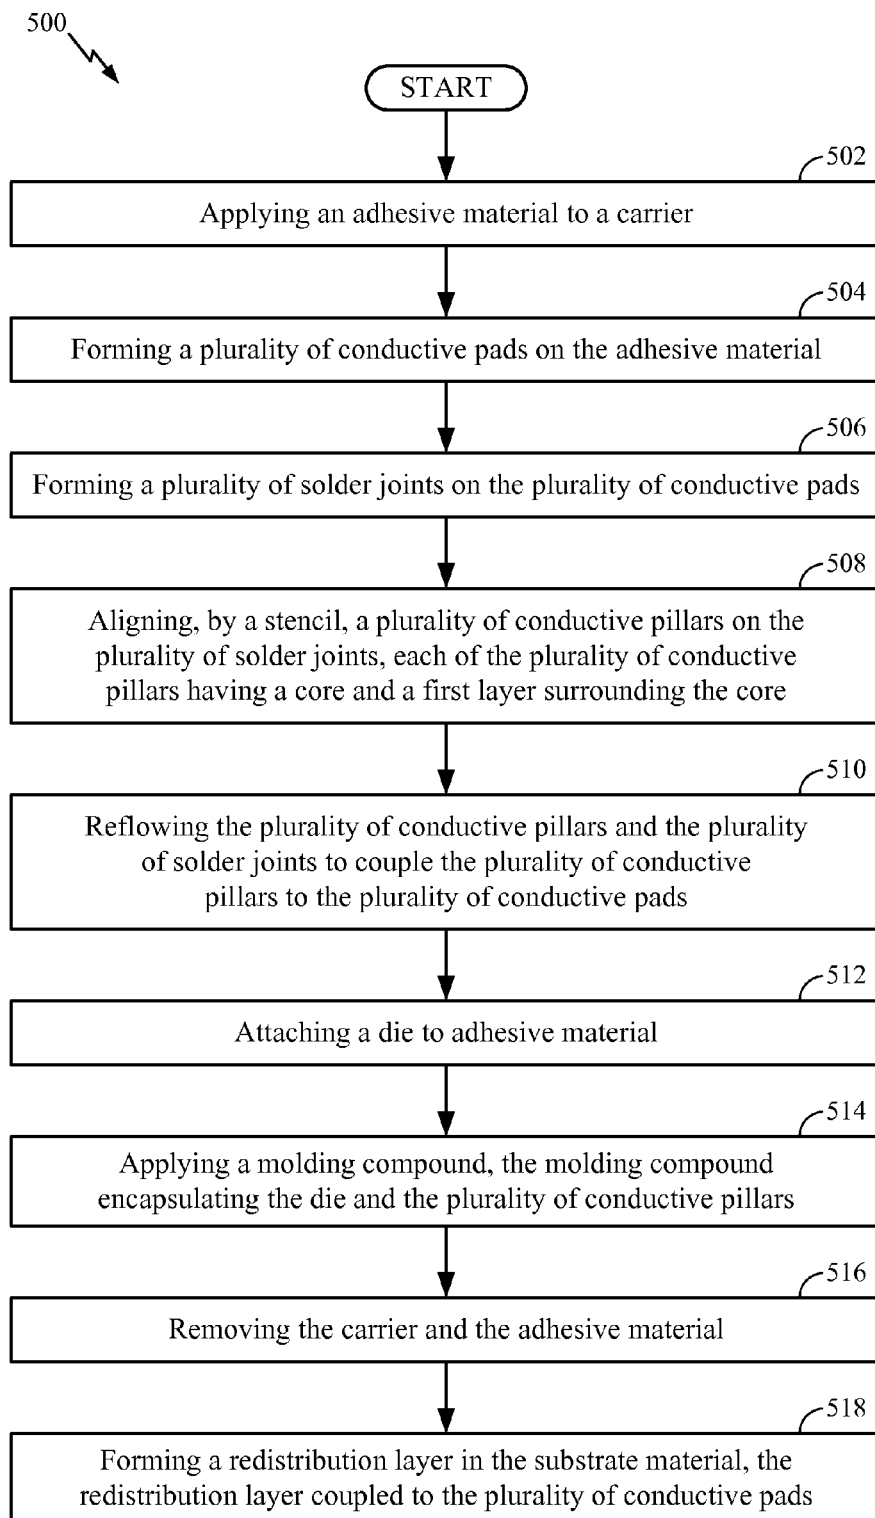 500
START
502
Applying an adhesive material to a carrier
504
Forming a plurality of conductive pads on the adhesive material
506
Forming a plurality of solder joints on the plurality of conductive pads
508
Aligning, by a stencil, a plurality of conductive pillars on the
plurality of solder joints, each of the plurality of conductive
pillars having a core and a first layer surrounding the core
510
Reflowing the plurality of conductive pillars and the plurality
of solder joints to couple the plurality of conductive
pillars to the plurality of conductive pads
512
Attaching a die to adhesive material
514
Applying a molding compound, the molding compound
encapsulating the die and the plurality of conductive pillars
516
Removing the carrier and the adhesive material
518
Forming a redistribution layer in the substrate material, the
redistribution layer coupled to the plurality of conductive pads